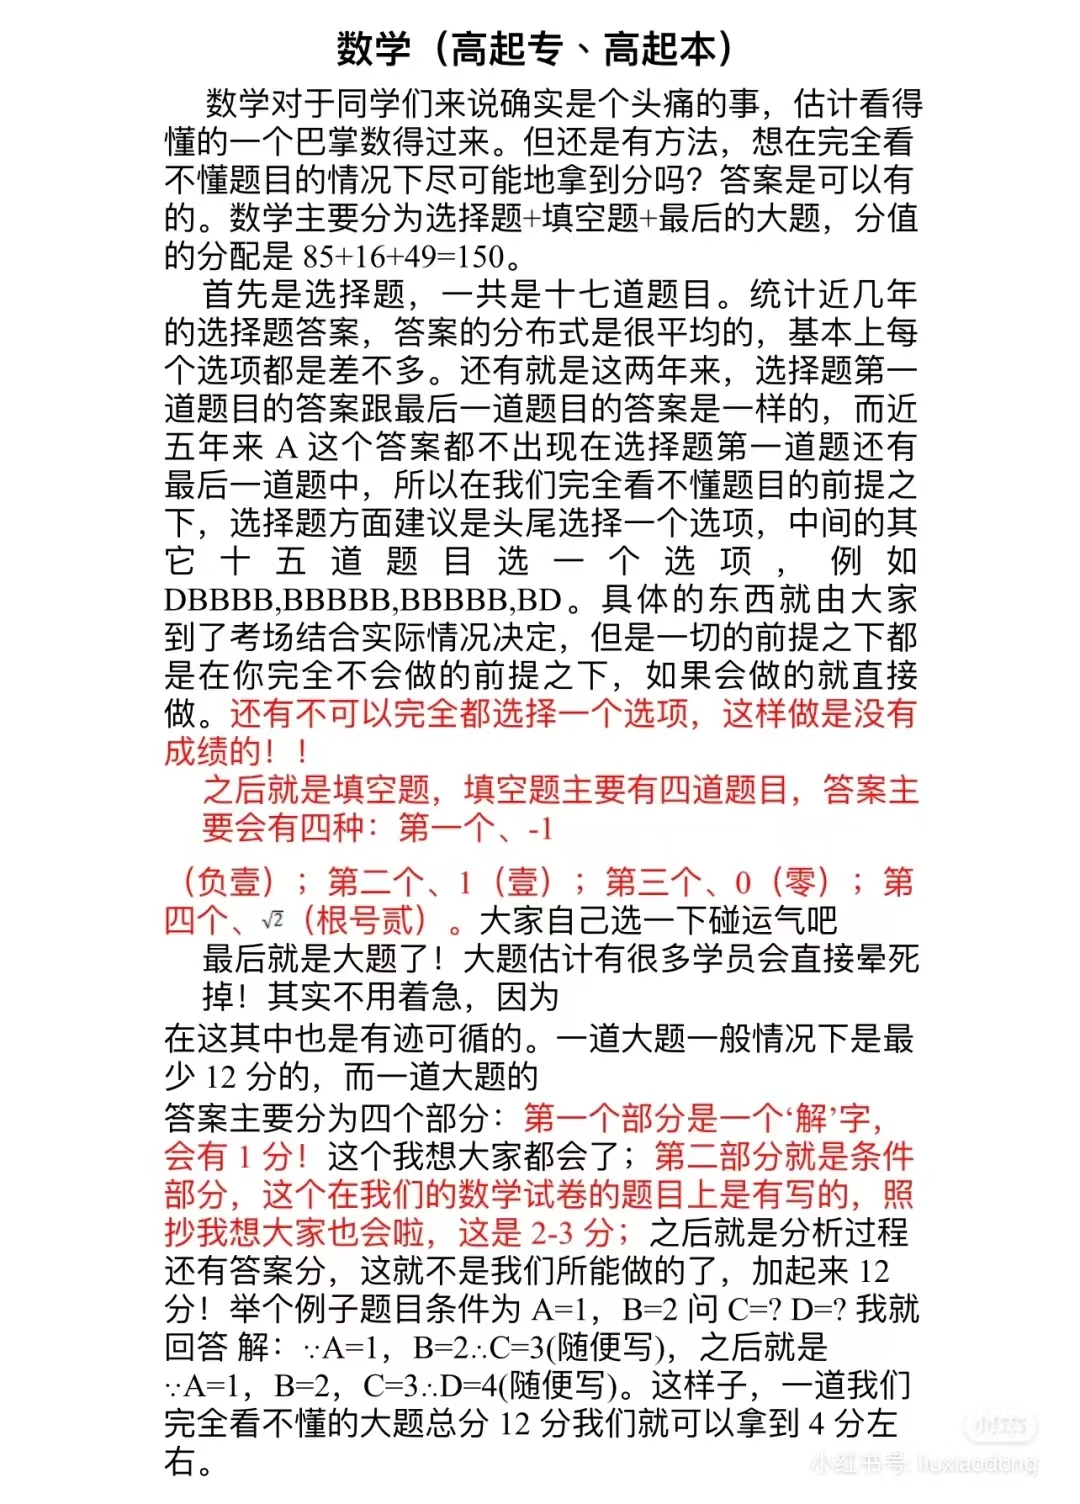 数学（高起专、高起本）
数学对于同学们来说确实是个头痛的事，估计看得
懂的一个巴掌数得过来。但还是有方法，想在完全看
不懂题目的情况下尽可能地拿到分吗？答案是可以有
的。数学主要分为选择题+填空题+最后的大题，分值
的分配是 85+16+49=150。
首先是选择题，一共是十七道题目。统计近几年
的选择题答案，答案的分布式是很平均的，基本上每
个选项都是差不多。还有就是这两年来，选择题第一
道题目的答案跟最后一道题目的答案是一样的，而近
五年来 A 这个答案都不出现在选择题第一道题还有
最后一道题中，所以在我们完全看不懂题目的前提之
下，选择题方面建议是头尾选择一个选项，中间的其
它十五道题目选一个选项，例如
DBBBB,BBBBB,BBBBB,BD。具体的东西就由大家
到了考场结合实际情况决定，但是一切的前提之下都
是在你完全不会做的前提之下，如果会做的就直接
做。还有不可以完全都选择一个选项，这样做是没有
成绩的！！
之后就是填空题，填空题主要有四道题目，答案主
要会有四种：第一个、-1
（负壹）；第二个、1（壹）；第三个、0（零）；第
四个、√2（根号贰）。大家自己选一下碰运气吧
最后就是大题了！大题估计有很多学员会直接晕死
掉！其实不用着急，因为
在这其中也是有迹可循的。一道大题一般情况下是最
少 12 分的，而一道大题的
答案主要分为四个部分：第一个部分是一个‘解’字，
会有 1 分！这个我想大家都会了；第二部分就是条件
部分，这个在我们的数学试卷的题目上是有写的，照
抄我想大家也会啦，这是 2-3 分；之后就是分析过程
还有答案分，这就不是我们所能做的了，加起来 12
分！举个例子题目条件为 A=1，B=2 问 C=? D=? 我就
回答 解：∵A=1，B=2∴C=3(随便写)，之后就是
∵A=1，B=2，C=3∴D=4(随便写)。这样子，一道我们
完全看不懂的大题总分 12 分我们就可以拿到 4 分左
右。
小红书
小红书号: liuxiaodong